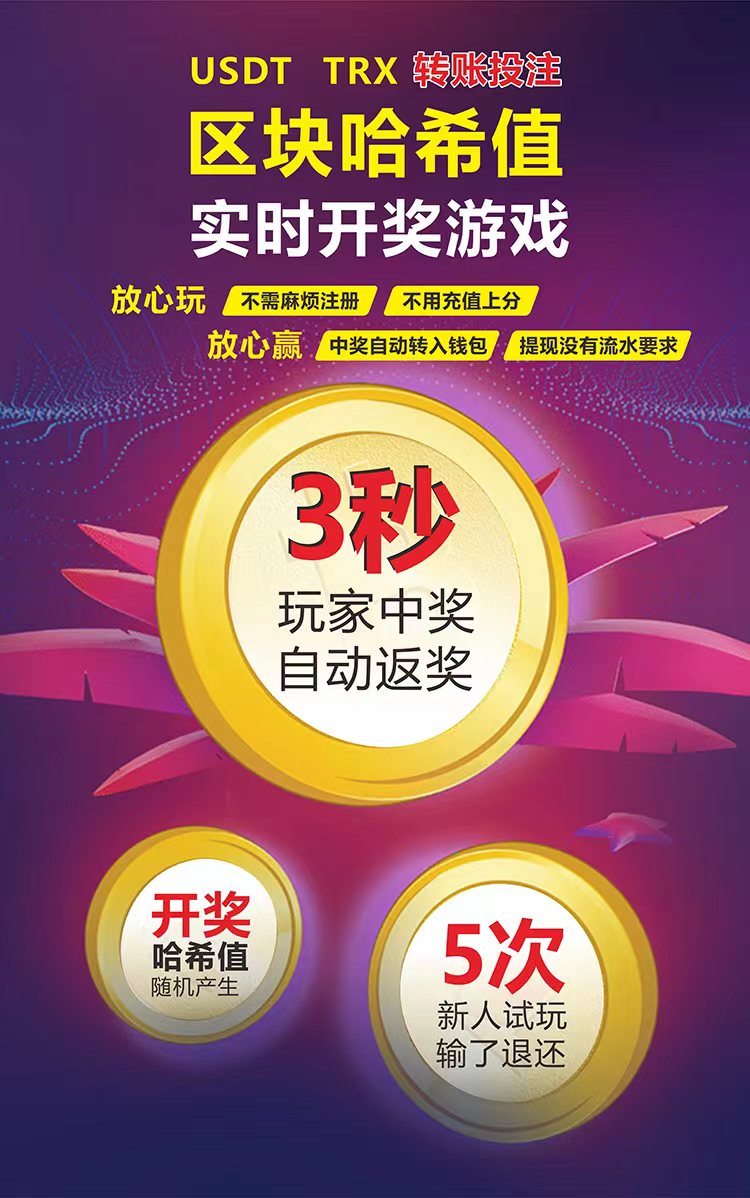 USDT TRX 转账投注
区块哈希值
实时开奖游戏
放心玩 不需麻烦注册 不用充值上分
放心赢 中奖自动转入钱包 提现没有流水要求
3秒
玩家中奖
自动返奖
开奖
哈希值
随机产生
5次
新人试玩
输了退还